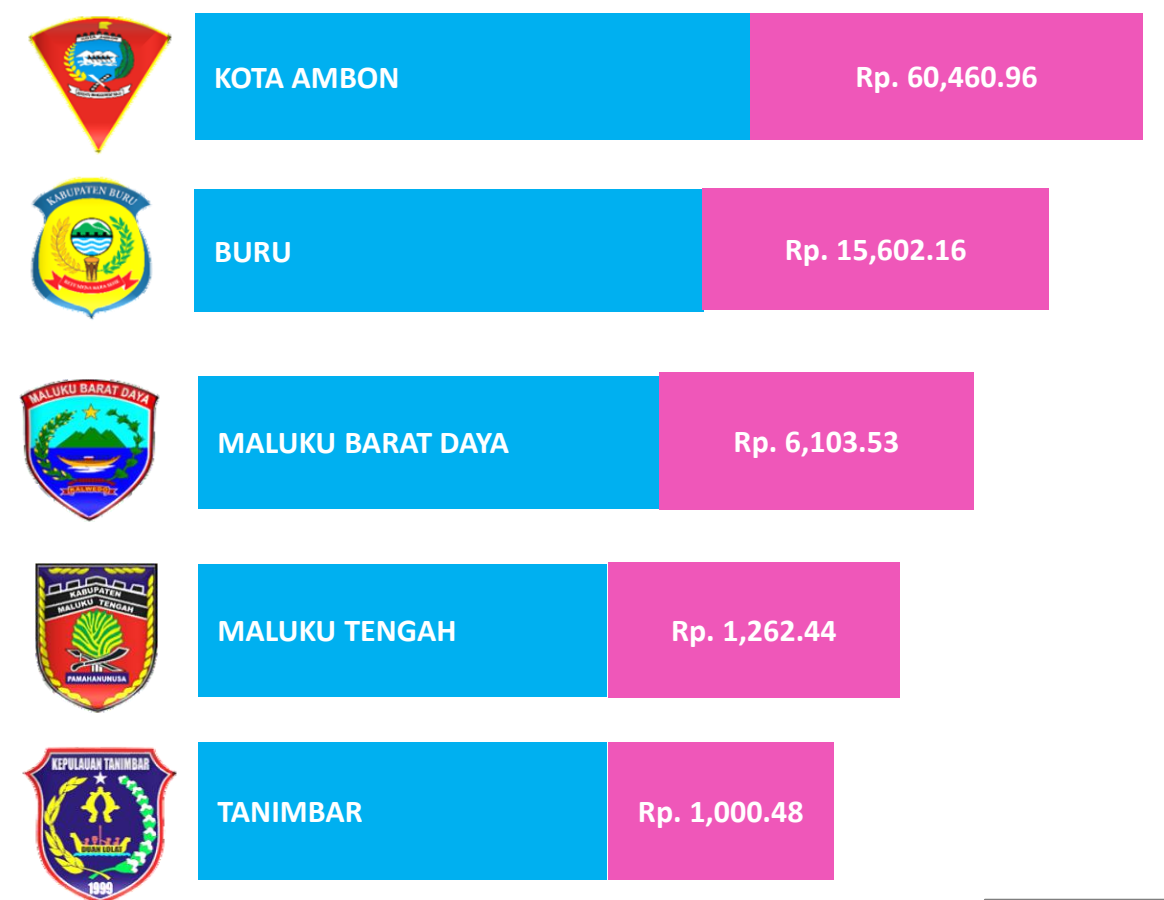 KOTA AMBON
Rp. 60,460.96
KABUPATEN BURU
BURU
Rp. 15,602.16
MALUKU BARAT DAYA
KALWEDO
MALUKU BARAT DAYA
Rp. 6,103.53
KABUPATEN
MALUKU TENGAH
PAMAHANUNUSA
MALUKU TENGAH
Rp. 1,262.44
KEPULAUAN TANIMBAR
DUAN LOLAT
1999
TANIMBAR
Rp. 1,000.48